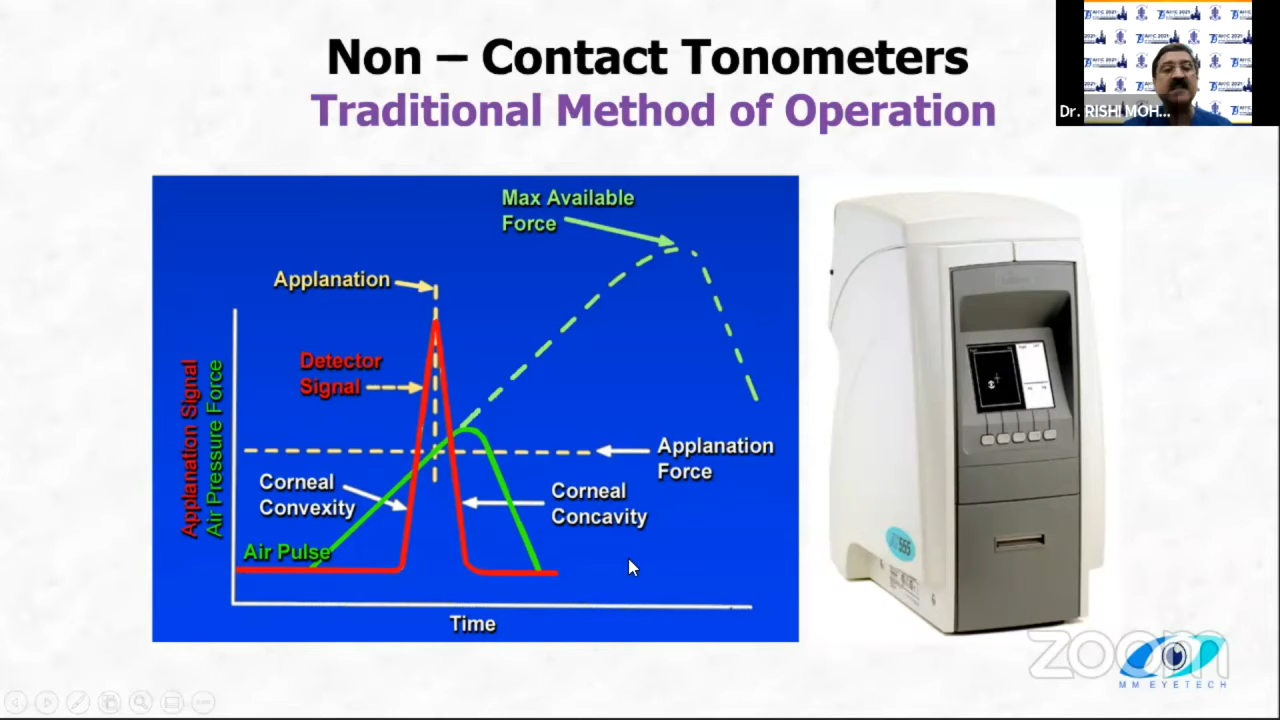 Non – Contact Tonometers
Traditional Method of Operation
Dr. RISHI MOH...
Max Available
Force
Applanation
Detector
Signal
Applanation Signal
Air Pressure Force
Applanation
Force
Corneal
Convexity
Corneal
Concavity
Air Pulse
Time
555
zoom
MM EYETECH